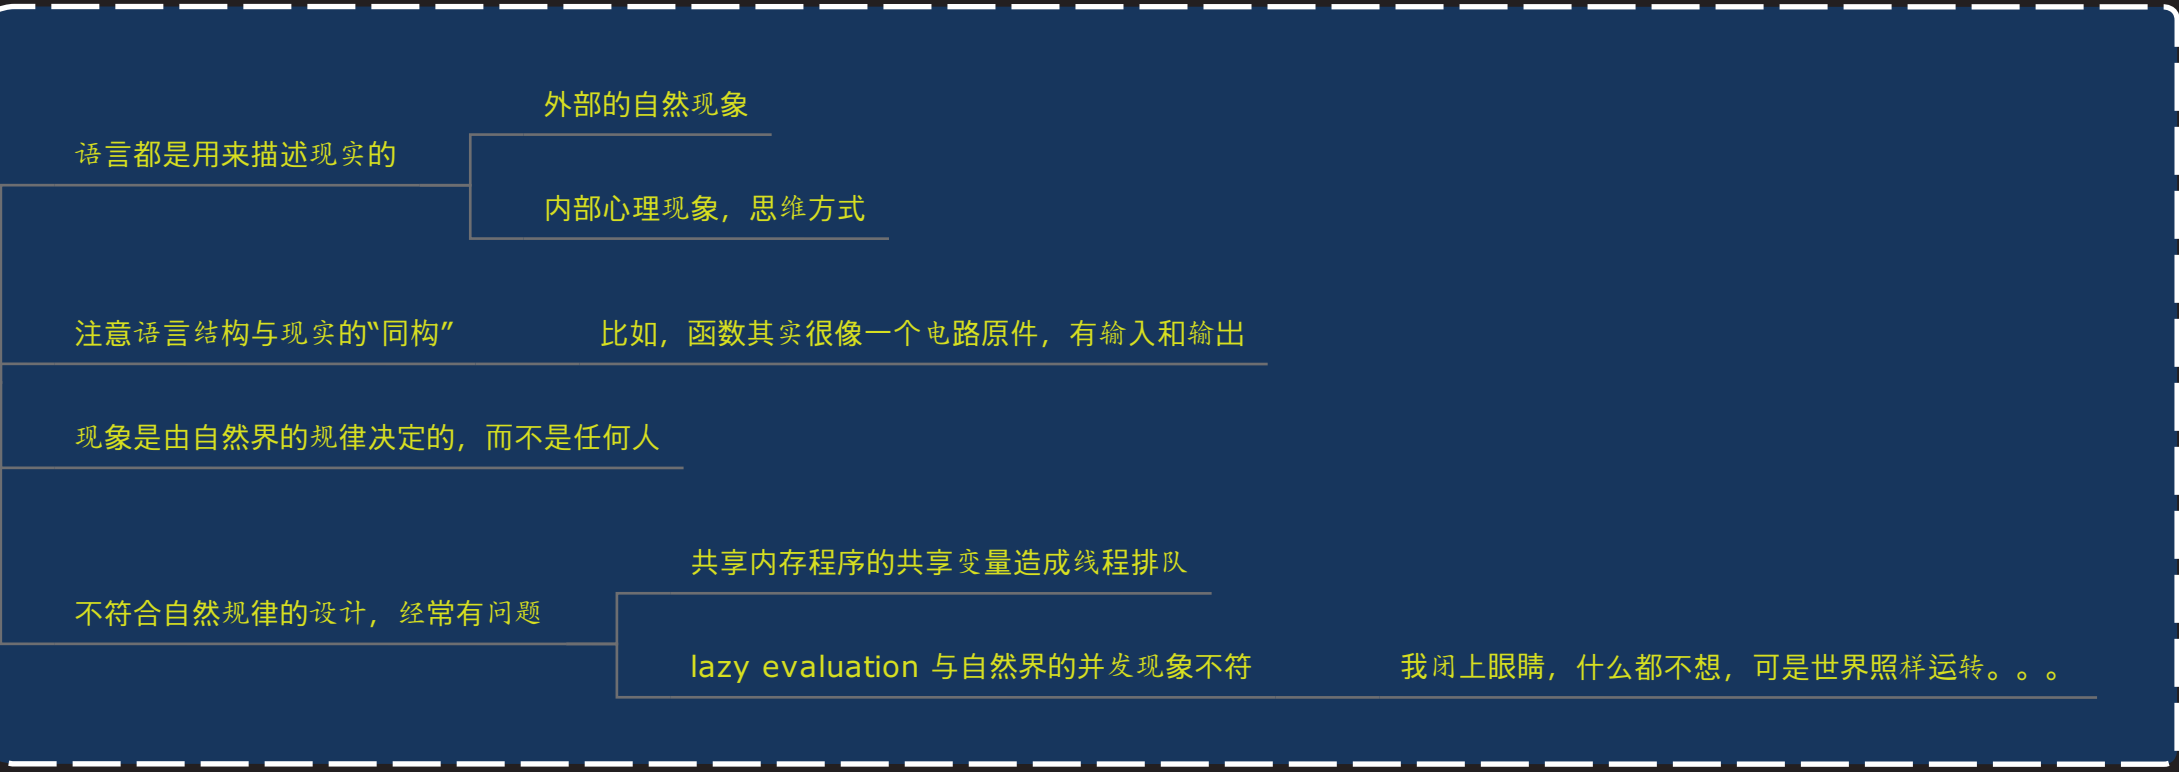 外部的自然现象
语言都是用来描述现实的
内部心理现象，思维方式
注意语言结构与现实的“同构”
比如，函数其实很像一个电路原件，有输入和输出
现象是由自然界的规律决定的，而不是任何人
共享内存程序的共享变量造成线程排队
不符合自然规律的设计，经常有问题
lazy evaluation 与自然界的并发现象不符
我闭上眼睛，什么都不想，可是世界照样运转。。。